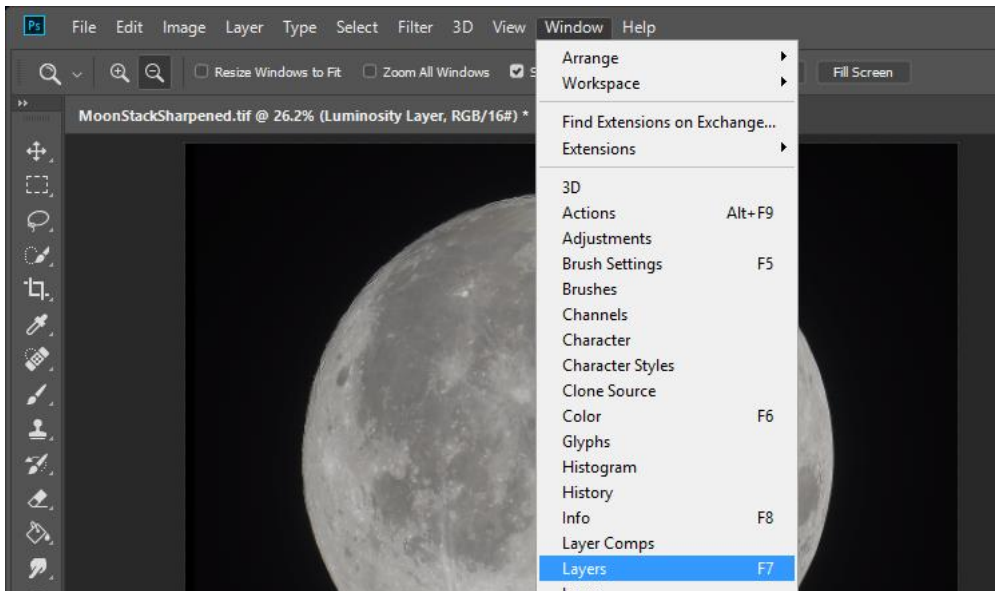 Ps File Edit Image Layer Type Select Filter 3D View Window Help
Resize Windows to Fit Zoom All Windows Fill Screen
MoonStackSharpened.tif @ 26.2% (Luminosity Layer, RGB/16#) *
Arrange
Workspace
Find Extensions on Exchange...
Extensions
3D
Actions Alt+F9
Adjustments
Brush Settings F5
Brushes
Channels
Character
Character Styles
Clone Source
Color F6
Glyphs
Histogram
History
Info F8
Layer Comps
Layers F7